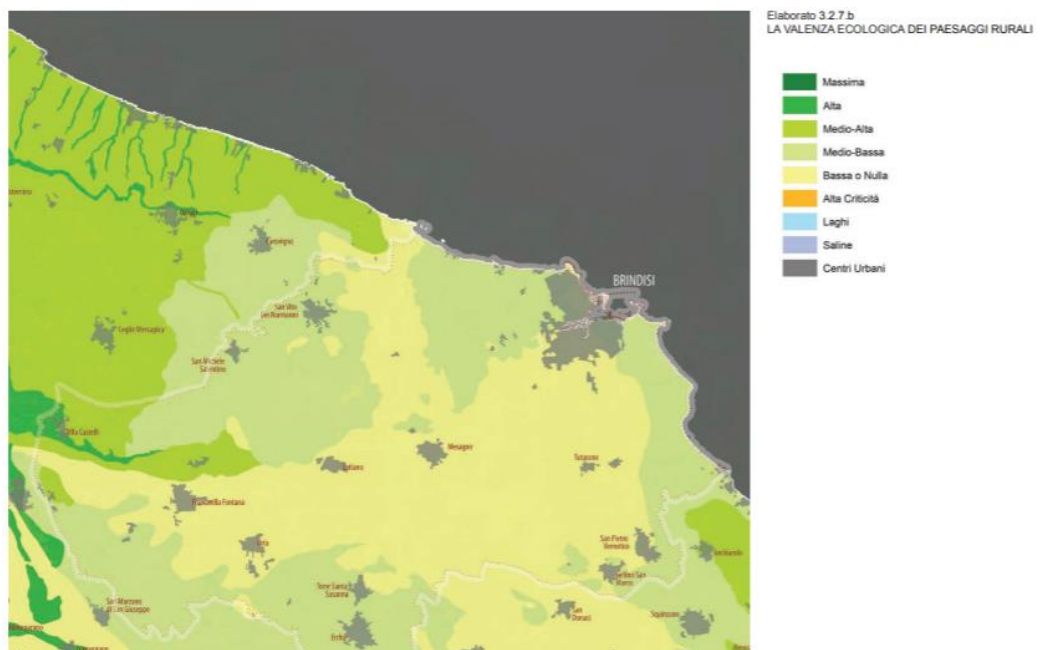 Elaborato 3.2.7.b
LA VALENZA ECOLOGICA DEI PAESAGGI RURALI
Massima
Alta
Medio-Alta
Medio-Bassa
Bassa o Nulla
Alta Criticità
Laghi
Saline
Centri Urbani
Carovigno
BRINDISI
San Vito
dei Normanni
Ceglie Messapica
San Michele
Salentino
Villa Castelli
Mesagne
Latiano
Tuturano
Francavilla Fontana
Oria
San Pietro
Vernotico
Torchiarolo
Cellino San
Marco
Torre Santa
Susanna
San Marzano
di San Giuseppe
San
Donaci
Squinzano
Erchie